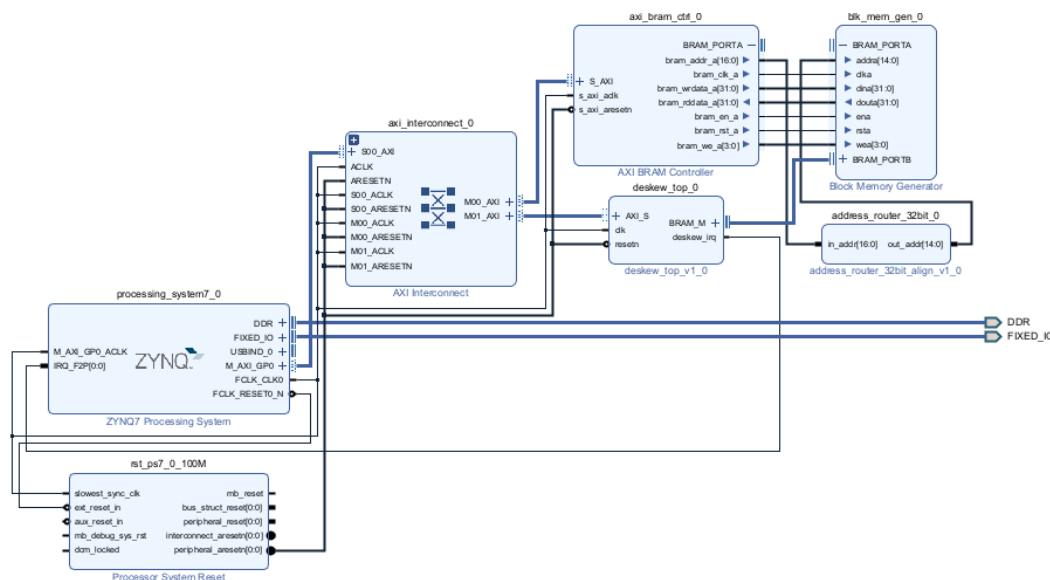 axi_bram_ctrl_0
BRAM_PORTA
bram_addr_a[16:0]
bram_clk_a
bram_wrdata_a[31:0]
bram_rddata_a[31:0]
bram_en_a
bram_rst_a
bram_we_a[3:0]
S_AXI
s_axi_aclk
s_axi_aresetn
AXI BRAM Controller
blk_mem_gen_0
BRAM_PORTA
addra[14:0]
clka
dina[31:0]
douta[31:0]
ena
rsta
wea[3:0]
BRAM_PORTB
Block Memory Generator
axi_interconnect_0
S00_AXI
ACLK
ARESETN
S00_ACLK
S00_ARESETN
M00_ACLK
M00_ARESETN
M01_ACLK
M01_ARESETN
M00_AXI
M01_AXI
AXI Interconnect
deskew_top_0
AXI_S
clk
resetn
BRAM_M
deskew_irq
deskew_top_v1_0
address_router_32bit_0
in_addr[16:0]
out_addr[14:0]
address_router_32bit_align_v1_0
processing_system7_0
M_AXI_GP0_ACLK
IRQ_F2P[0:0]
ZYNQ
DDR
FIXED_IO
USBIND_0
M_AXI_GP0
FCLK_CLK0
FCLK_RESET0_N
ZYNQ7 Processing System
DDR
FIXED_IO
rst_ps7_0_100M
slowest_sync_clk
ext_reset_in
aux_reset_in
mb_debug_sys_rst
dcm_locked
mb_reset
bus_struct_reset[0:0]
peripheral_reset[0:0]
interconnect_aresetn[0:0]
peripheral_aresetn[0:0]
Processor System Reset